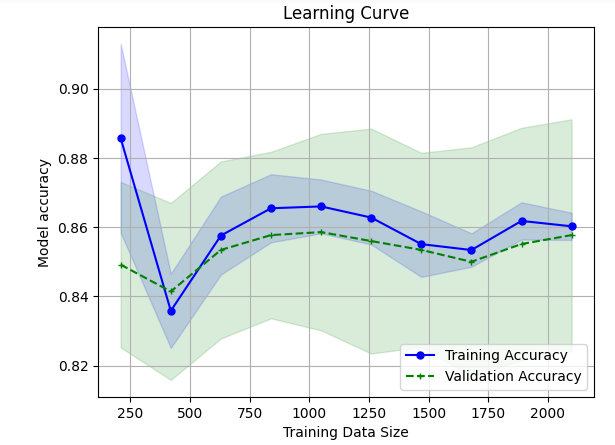 Learning Curve
Model accuracy
0.90
0.88
0.86
0.84
0.82
250
500
750
1000
1250
1500
1750
2000
Training Data Size
Training Accuracy
Validation Accuracy